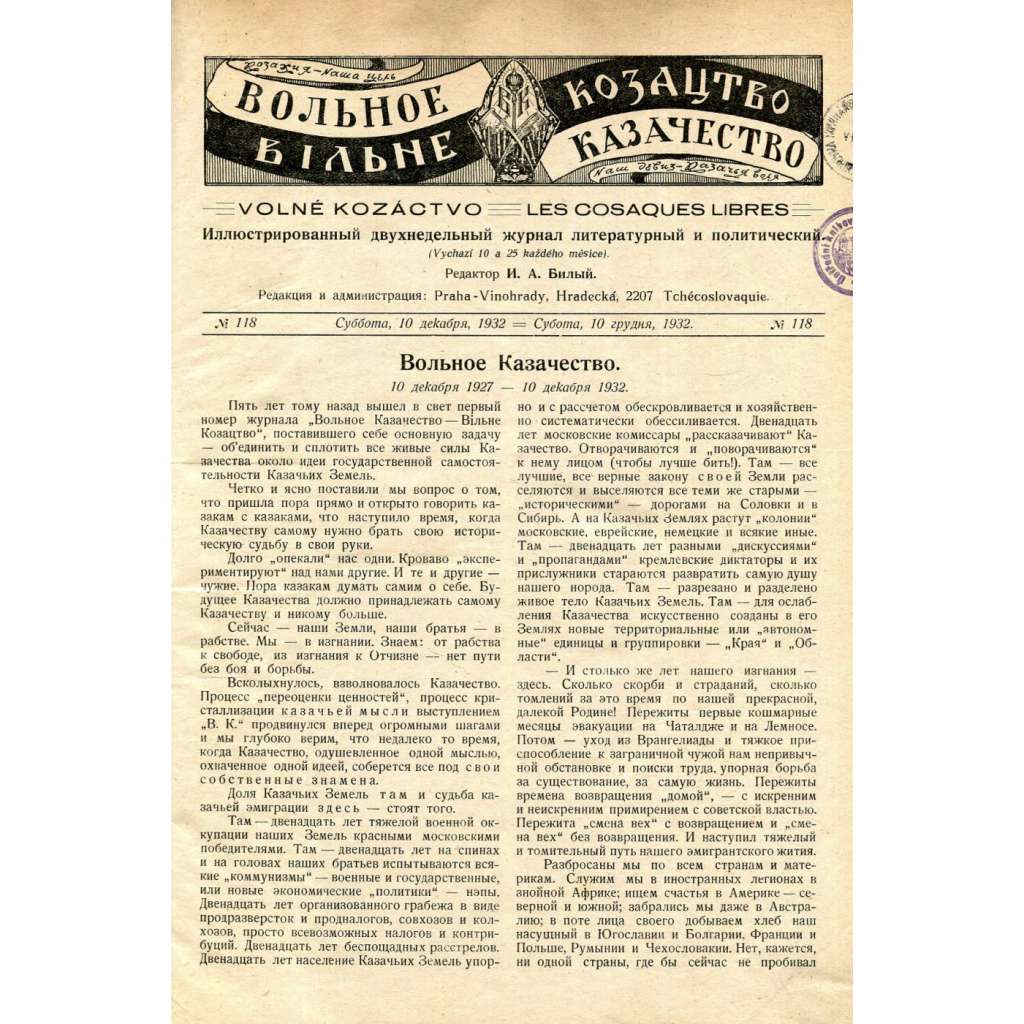 Козакия — Наша цель
ВОЛЬНОЕ
ВІЛЬНЕ
ВК
КОЗАЦТВО
КАЗАЧЕСТВО
Наш девиз — Казачья воля
VOLNÉ KOZÁCTVO LES COSAQUES LIBRES
Иллюстрированный двухнедельный журнал литературный и политический.
(Vychazí 10 a 25 každého měsice).
Редактор И. А. Билый.
Редакция и администрация: Praha-Vinohrady, Hradecká, 2207 Tchécoslovaquie.
№ 118 Суббота, 10 декабря, 1932 = Субота, 10 грудня, 1932. № 118
Вольное Казачество.
10 декабря 1927 — 10 декабря 1932.
Пять лет тому назад вышел в свет первый
номер журнала „Вольное Казачество — Вільне
Козацтво“, поставившего себе основную задачу
— об'единить и сплотить все живые силы Ка-
зачества около идеи государственной самостоя-
тельности Казачьих Земель.
Четко и ясно поставили мы вопрос о том,
что пришла пора прямо и открыто говорить ка-
закам с казаками, что наступило время, когда
Казачеству самому нужно брать свою истори-
ческую судьбу в свои руки.
Долго „опекали“ нас одни. Кроваво „экспе-
риментируют“ над нами другие. И те и другие —
чужие. Пора казакам думать самим о себе. Бу-
дущее Казачества должно принадлежать самому
Казачеству и никому больше.
Сейчас — наши Земли, наши братья — в
рабстве. Мы — в изгнании. Знаем: от рабства
к свободе, из изгнания к Отчизне — нет пути
без боя и борьбы.
Всколыхнулось, взволновалось Казачество.
Процесс „переоценки ценностей“, процесс кри-
сталлизации казачьей мысли выступлением
„В. К.“ продвинулся вперед огромными шагами
и мы глубоко верим, что недалеко то время,
когда Казачество, одушевленное одной мыслью,
охваченное одной идеей, соберется все под свои
собственные знамена.
Доля Казачьих Земель там и судьба ка-
зачьей эмиграции здесь — стоят того.
Там — двенадцать лет тяжелой военной ок-
купации наших Земель красными московскими
победителями. Там — двенадцать лет на спинах
и на головах наших братьев испытываются вся-
кие „коммунизмы“ — военные и государственные,
или новые экономические „политики“ — нэпы.
Двенадцать лет организованного грабежа в виде
продразверсток и продналогов, совхозов и кол-
хозов, просто всевозможных налогов и контри-
буций. Двенадцать лет беспощадных расстрелов.
Двенадцать лет население Казачьих Земель упор-
но и с рассчетом обескровливается и хозяйствен-
но систематически обессиливается. Двенадцать
лет московские комиссары „рассказачивают“ Ка-
зачество. Отворачиваются и „поворачиваются“
к нему лицом (чтобы лучше бить!). Там — все
лучшие, все верные закону своей Земли рас-
селяются и выселяются все теми же старыми —
„историческими“ — дорогами на Соловки и в
Сибирь. А на Казачьих Землях растут „колонии“
московские, еврейские, немецкие и всякие иные.
Там — двенадцать лет разными „дискуссиями“
и „пропагандами“ кремлевские диктаторы и их
прислужники стараются развратить самую душу
нашего народа. Там — разрезано и разделено
живое тело Казачьих Земель. Там — для ослаб-
ления Казачества искусственно созданы в его
Землях новые территориальные или „автоном-
ные“ единицы и группировки — „Края“ и „Об-
ласти“.
— И столько же лет нашего изгнания —
здесь. Сколько скорби и страданий, сколько
томлений за это время по нашей прекрасной,
далекой Родине! Пережиты первые кошмарные
месяцы эвакуации на Чаталдже и на Лемносе.
Потом — уход из Врангелиады и тяжкое при-
способление к заграничной чужой нам непривыч-
ной обстановке и поиски труда, упорная борьба
за существование, за самую жизнь. Пережиты
времена возвращения „домой“, — с искренним
и неискренним примирением с советской властью.
Пережита „смена вех“ с возвращением и „сме-
на вех“ без возвращения. И наступил тяжелый
и томительный путь нашего эмигрантского жития.
Разбросаны мы по всем странам и мате-
рикам. Служим мы в иностранных легионах в
знойной Африке; ищем счастья в Америке — се-
верной и южной; забрались мы даже в Австра-
лию; в поте лица своего добываем хлеб наш
насущный в Югославии и Болгарии, Франции и
Польше, Румынии и Чехословакии. Нет, кажется,
ни одной страны, где бы сейчас не пробивал